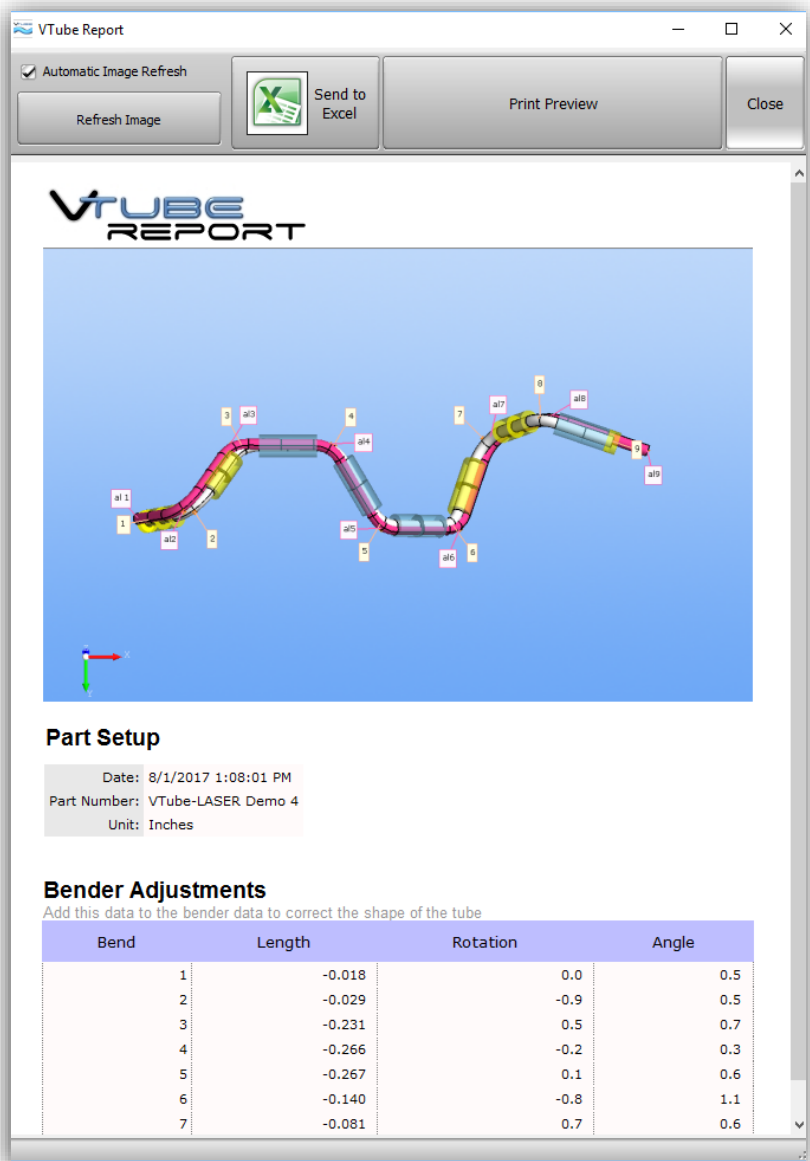 VTube Report
Automatic Image Refresh
Refresh Image
Send to
Excel
Print Preview
Close
VTUBE
REPORT
8
al8
al7
7
3
al3
4
al4
9
al9
al 1
1
al2
2
al5
5
al6
6
X
Y
Part Setup
Date: 8/1/2017 1:08:01 PM
Part Number: VTube-LASER Demo 4
Unit: Inches
Bender Adjustments
Add this data to the bender data to correct the shape of the tube
Bend Length Rotation Angle
1 -0.018 0.0 0.5
2 -0.029 -0.9 0.5
3 -0.231 0.5 0.7
4 -0.266 -0.2 0.3
5 -0.267 0.1 0.6
6 -0.140 -0.8 1.1
7 -0.081 0.7 0.6